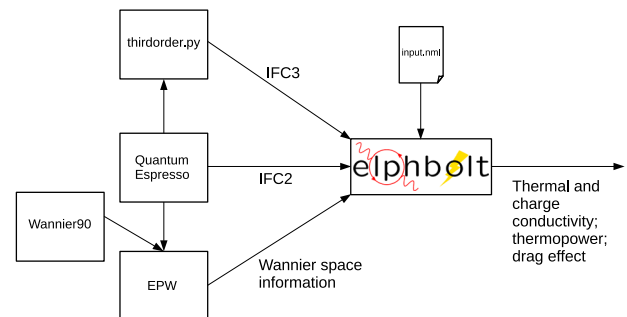 thirdorder.py
IFC3
input.nml
Quantum
Espresso
IFC2
elphbolt
Thermal and
charge
conductivity;
thermopower;
drag effect
Wannier90
EPW
Wannier space
information